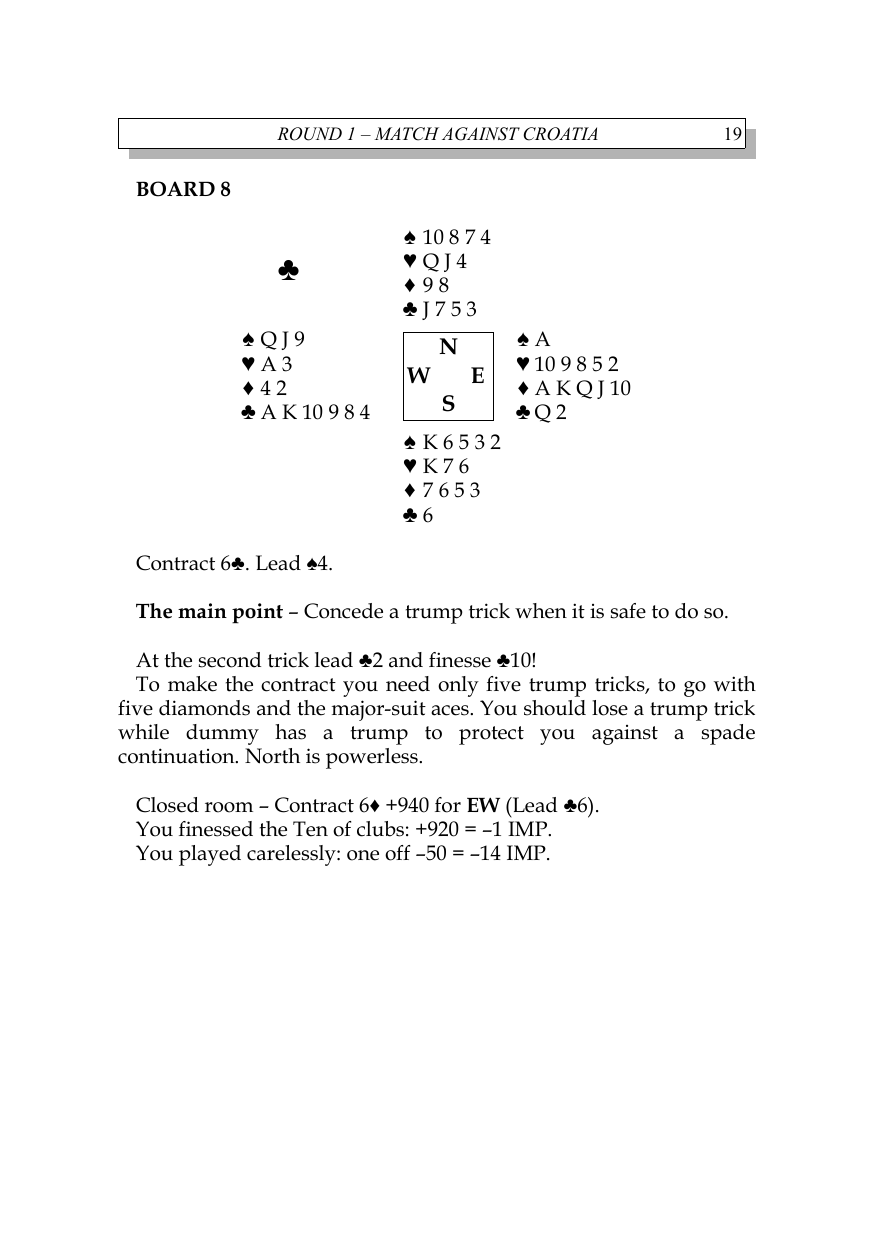 ROUND 1 – MATCH AGAINST CROATIA 19
BOARD 8
♠ 10 8 7 4
♣ ♥ Q J 4
♦ 9 8
♣ J 7 5 3
♠ Q J 9 N ♠ A
♥ A 3 W E ♥ 10 9 8 5 2
♦ 4 2 ♦ A K Q J 10
♣ A K 10 9 8 4 S ♣ Q 2
♠ K 6 5 3 2
♥ K 7 6
♦ 7 6 5 3
♣ 6
Contract 6♣. Lead ♠4.
The main point – Concede a trump trick when it is safe to do so.
At the second trick lead ♣2 and finesse ♣10!
To make the contract you need only five trump tricks, to go with
five diamonds and the major-suit aces. You should lose a trump trick
while dummy has a trump to protect you against a spade
continuation. North is powerless.
Closed room – Contract 6♦ +940 for EW (Lead ♣6).
You finessed the Ten of clubs: +920 = –1 IMP.
You played carelessly: one off –50 = –14 IMP.